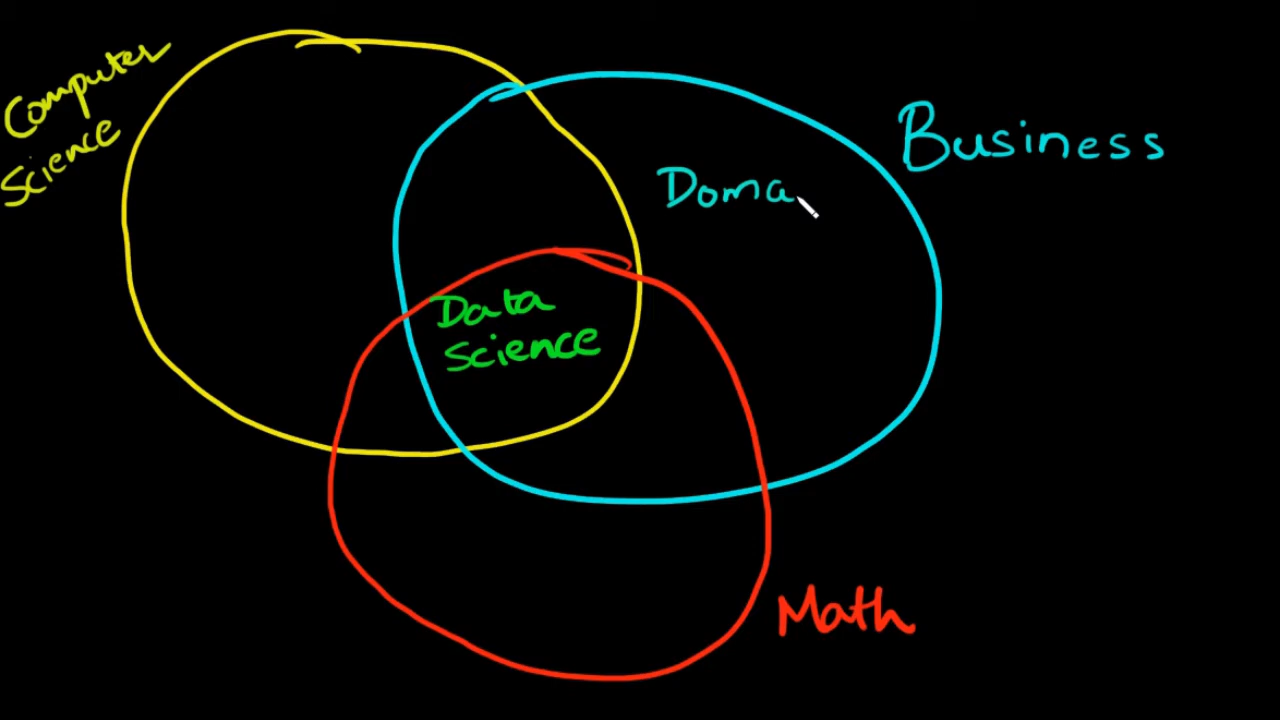 Computer
Science
Business
Doma
Data
Science
Math